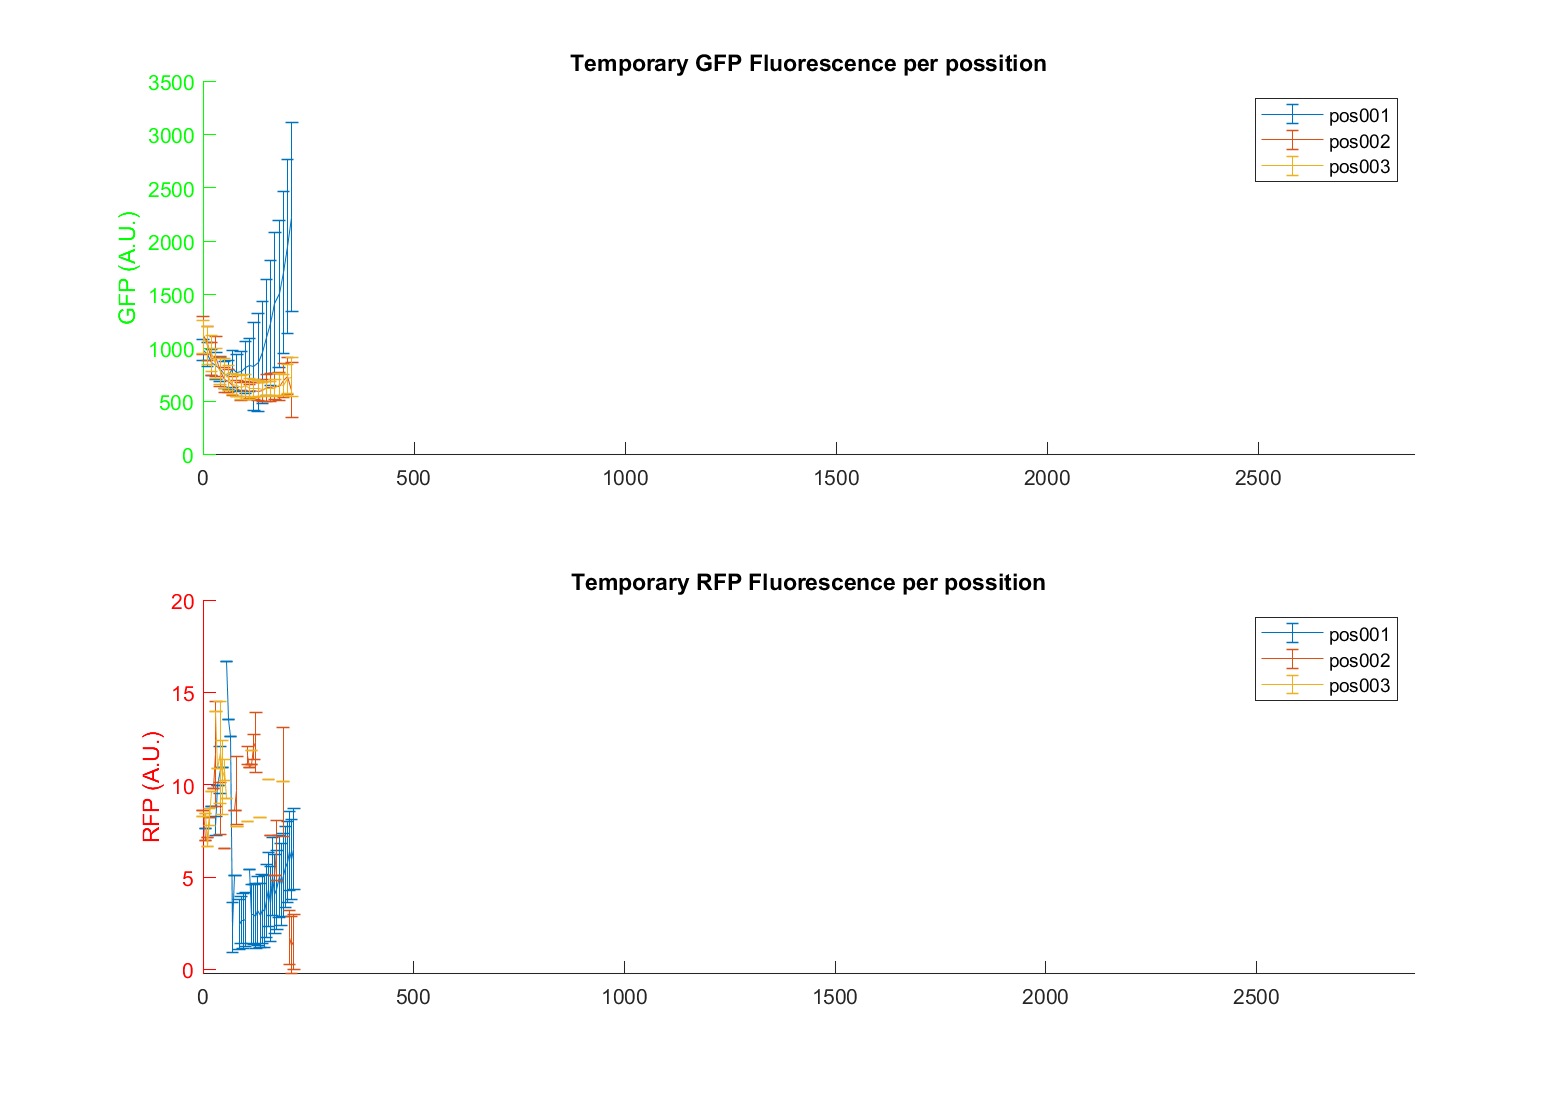 Temporary GFP Fluorescence per possition
3500
3000
2500
2000
1500
1000
500
0
GFP (A.U.)
pos001
pos002
pos003
0 500 1000 1500 2000 2500
Temporary RFP Fluorescence per possition
20
15
10
5
0
RFP (A.U.)
pos001
pos002
pos003
0 500 1000 1500 2000 2500